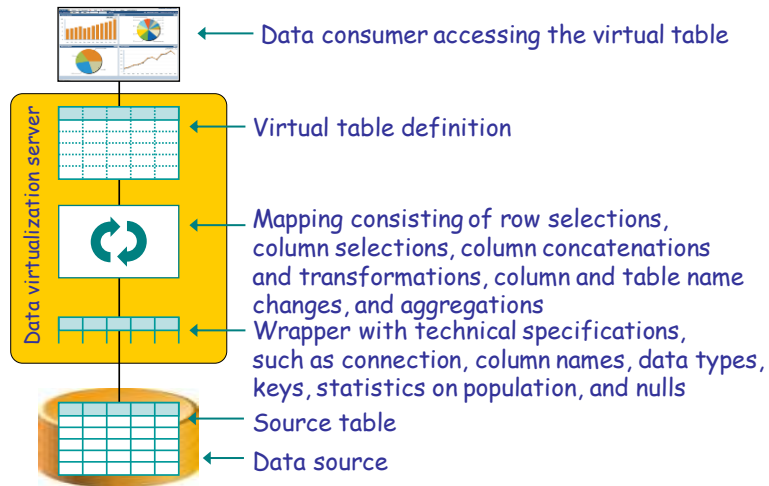 Data consumer accessing the virtual table
Data virtualization server
Virtual table definition
Mapping consisting of row selections,
column selections, column concatenations
and transformations, column and table name
changes, and aggregations
Wrapper with technical specifications,
such as connection, column names, data types,
keys, statistics on population, and nulls
Source table
Data source